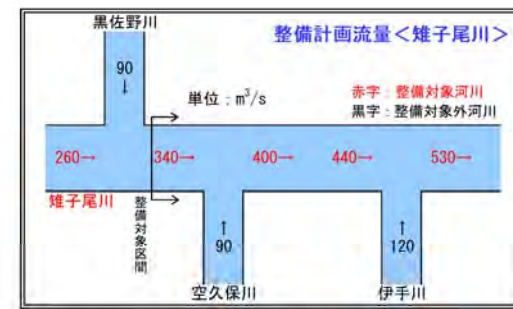 黒佐野川
整備計画流量＜雉子尾川＞
90
↓
単位：m³/s
赤字：整備対象河川
黒字：整備対象外河川
260→
340→
400→
440→
530→
雉子尾川
整備対象区間
↑
90
↑
120
空久保川
伊手川